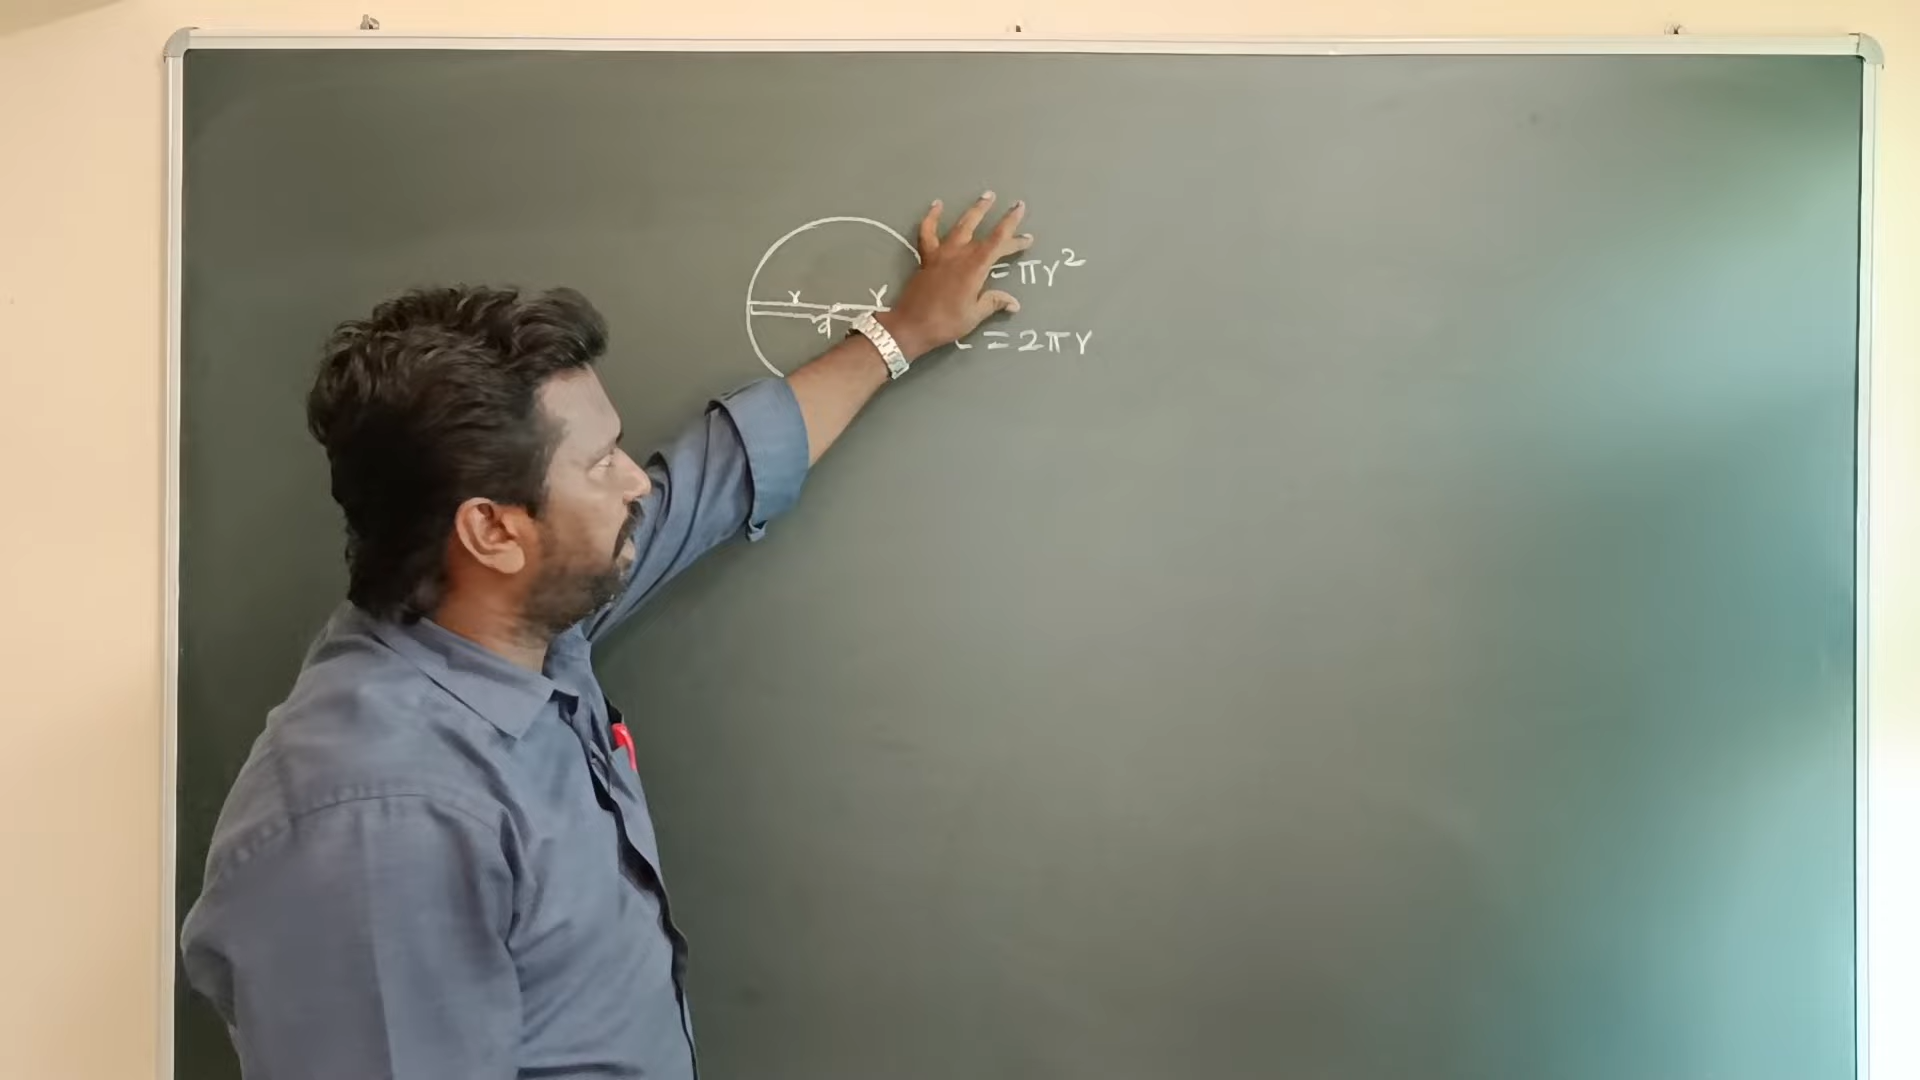 r r
d
= πr²
C = 2πr